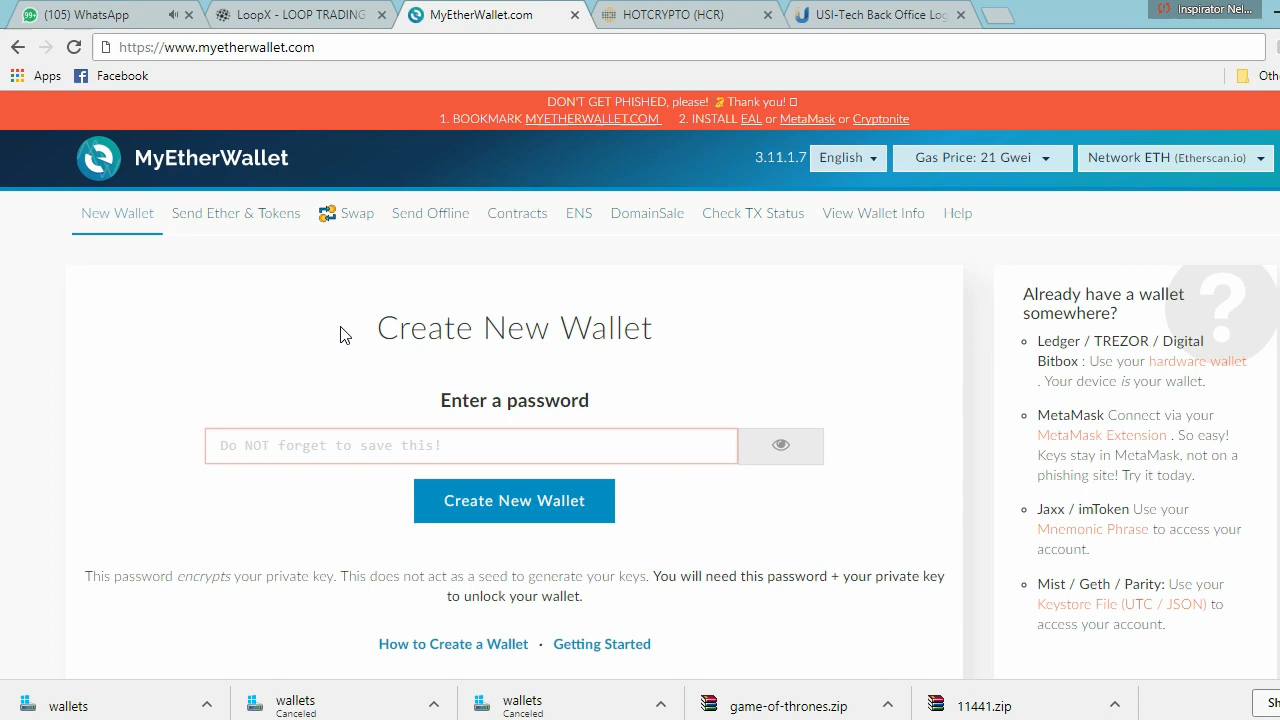 (105) WhatsApp
LoopX - LOOP TRADING
MyEtherWallet.com
HOTCRYPTO (HCR)
USI-Tech Back Office Log
Inspirator Nel...
99+
https://www.myetherwallet.com
Apps
Facebook
Oth
DON'T GET PHISHED, please! Thank you!
1. BOOKMARK MYETHERWALLET.COM 2. INSTALL EAL or MetaMask or Cryptonite
MyEtherWallet
3.11.1.7
English
Gas Price: 21 Gwei
Network ETH (Etherscan.io)
New Wallet
Send Ether & Tokens
Swap
Send Offline
Contracts
ENS
DomainSale
Check TX Status
View Wallet Info
Help
Create New Wallet
Enter a password
Do NOT forget to save this!
Create New Wallet
This password encrypts your private key. This does not act as a seed to generate your keys. You will need this password + your private key
to unlock your wallet.
How to Create a Wallet · Getting Started
?
Already have a wallet
somewhere?
Ledger / TREZOR / Digital
Bitbox : Use your hardware wallet
. Your device is your wallet.
MetaMask Connect via your
MetaMask Extension . So easy!
Keys stay in MetaMask, not on a
phishing site! Try it today.
Jaxx / imToken Use your
Mnemonic Phrase to access your
account.
Mist / Geth / Parity: Use your
Keystore File (UTC / JSON) to
access your account.
wallets
wallets
Canceled
wallets
Canceled
game-of-thrones.zip
11441.zip
Sh